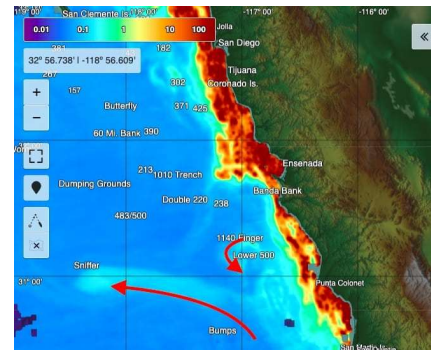 -117° 00'
-116° 00'
San Clemente Is.
0.01 0.1 1 10 100
Jolla
182
San Diego
32° 56.738' | -118° 56.609'
Tijuana
267
302
Coronado Is.
157
+
Butterfly
371
425
−
60 Mi. Bank
390
Ensenada
213
1010 Trench
Dumping Grounds
Banda Bank
Double 220
238
483/500
1140 Finger
Lower 500
Sniffer
31° 00'
Punta Colonet
Bumps
San Martin Is.
«